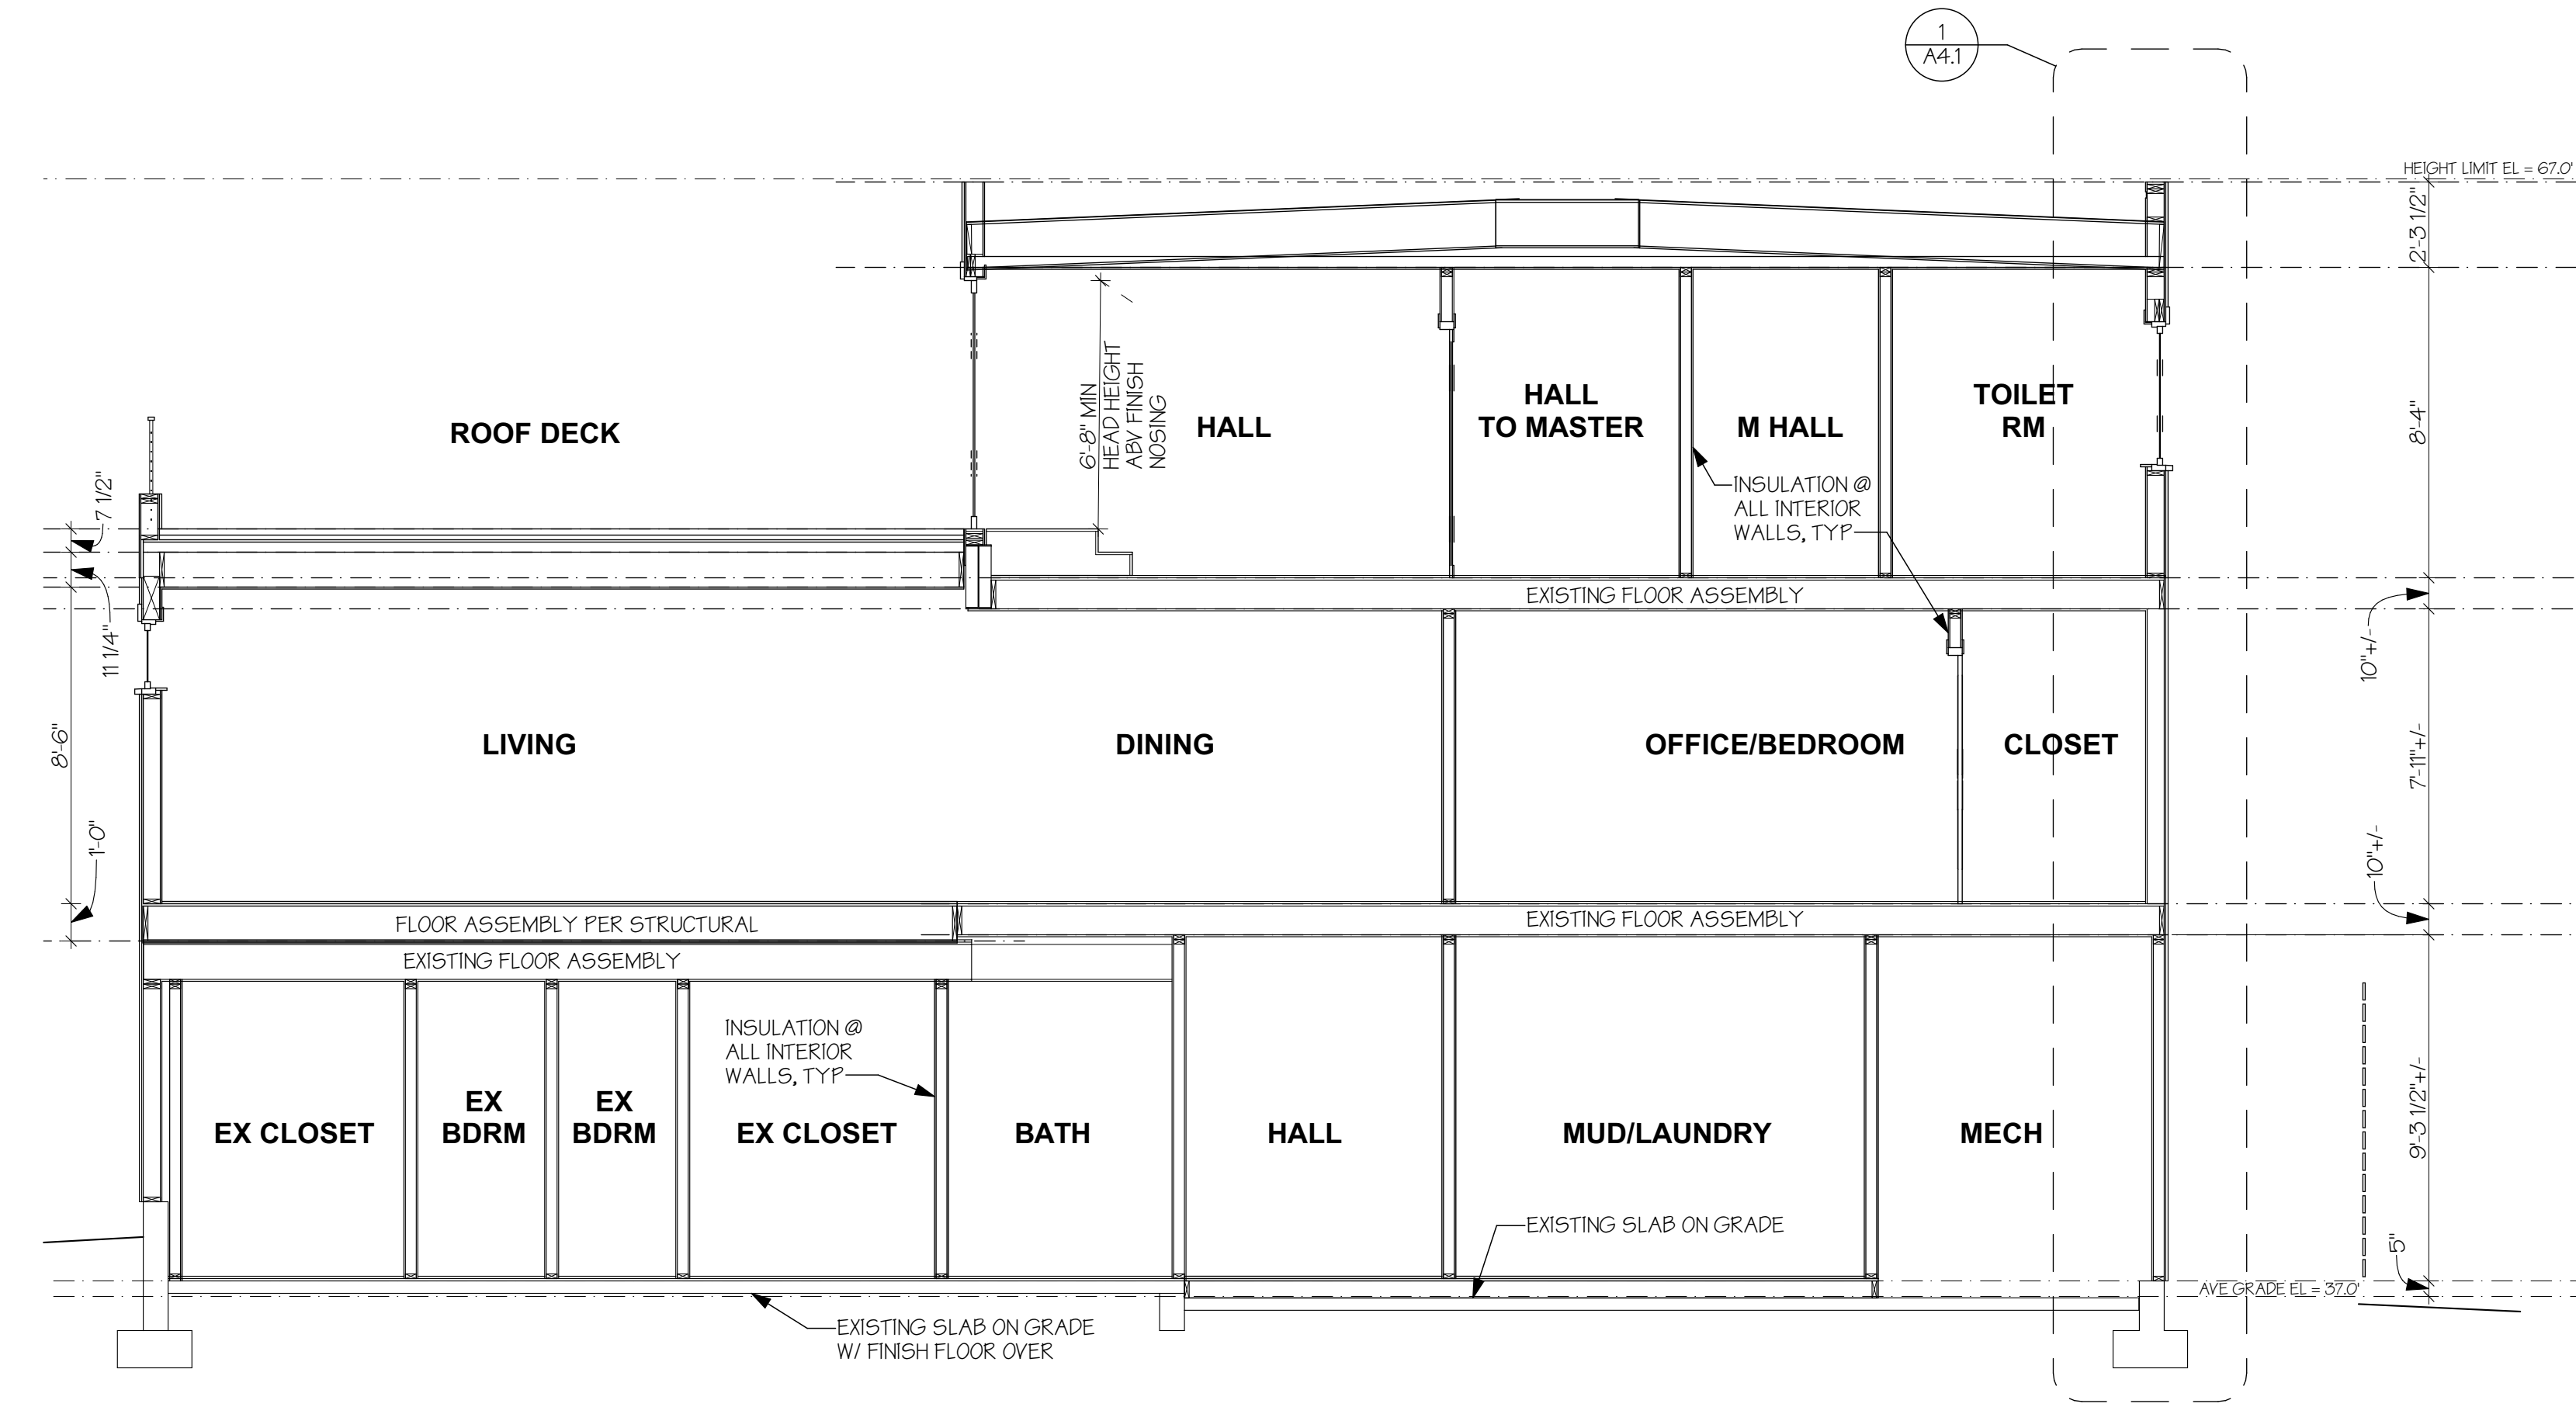 1
A4.1
HEIGHT LIMIT EL = 67.0'
2'-3 1/2"
8'-4"
10"+/-
7'-11"+/-
10"+/-
9'-3 1/2"+/-
5"
AVE GRADE EL = 37.0'
ROOF DECK
6'-8" MIN
HEAD HEIGHT
ABV FINISH
NOSING
HALL
HALL
TO MASTER
M HALL
TOILET
RM
INSULATION @
ALL INTERIOR
WALLS, TYP
7 1/2"
11 1/4"
8'-6"
1'-0"
EXISTING FLOOR ASSEMBLY
LIVING
DINING
OFFICE/BEDROOM
CLOSET
FLOOR ASSEMBLY PER STRUCTURAL
EXISTING FLOOR ASSEMBLY
EXISTING FLOOR ASSEMBLY
INSULATION @
ALL INTERIOR
WALLS, TYP
EX CLOSET
EX
BDRM
EX
BDRM
EX CLOSET
BATH
HALL
MUD/LAUNDRY
MECH
EXISTING SLAB ON GRADE
EXISTING SLAB ON GRADE
W/ FINISH FLOOR OVER